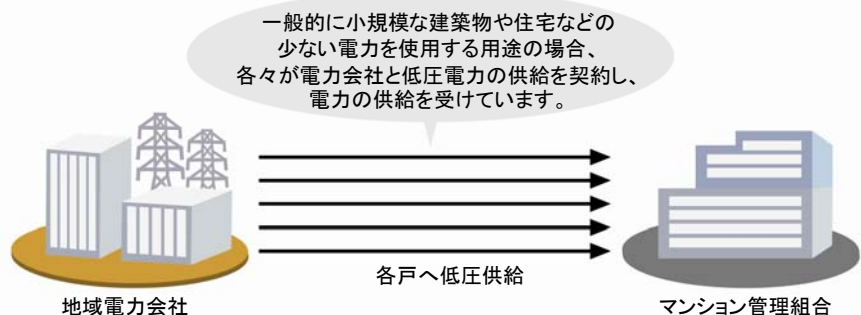 一般的に小規模な建築物や住宅などの
少ない電力を使用する用途の場合、
各々が電力会社と低圧電力の供給を契約し、
電力の供給を受けています。
各戸へ低圧供給
地域電力会社
マンション管理組合